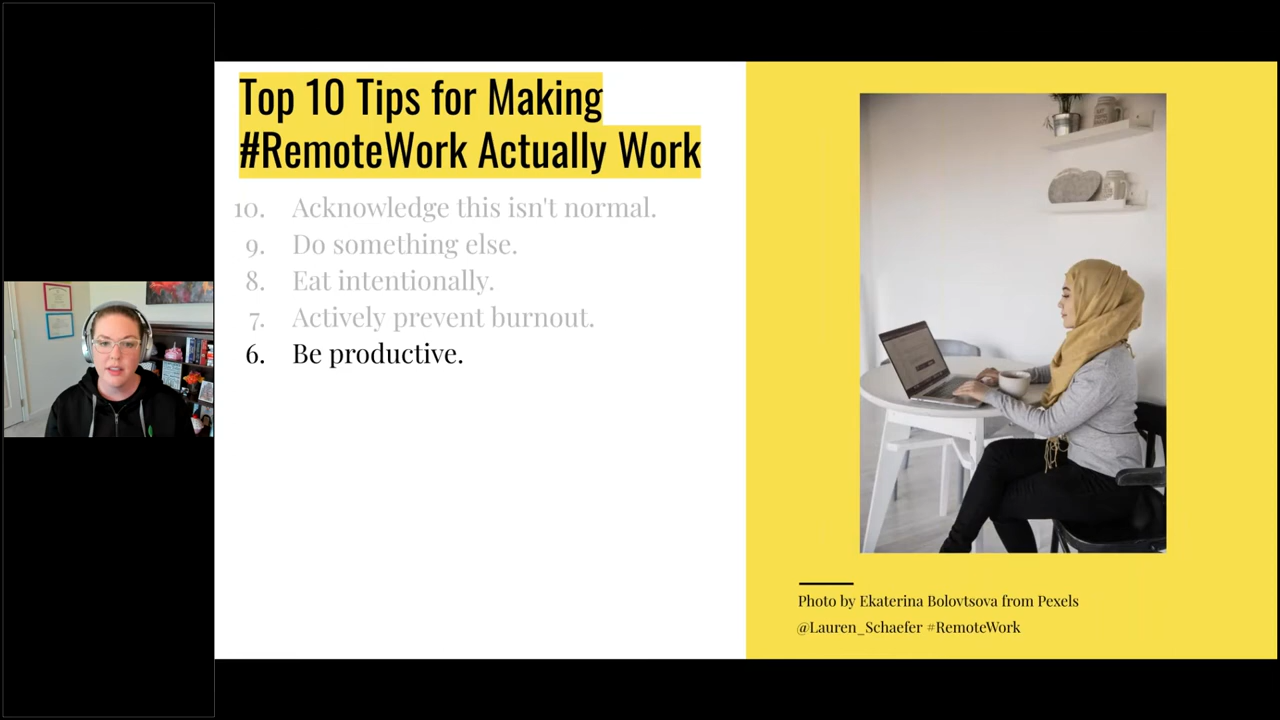 Top 10 Tips for Making
#RemoteWork Actually Work
10. Acknowledge this isn't normal.
9. Do something else.
8. Eat intentionally.
7. Actively prevent burnout.
6. Be productive.
Photo by Ekaterina Bolovtsova from Pexels
@Lauren_Schaefer #RemoteWork